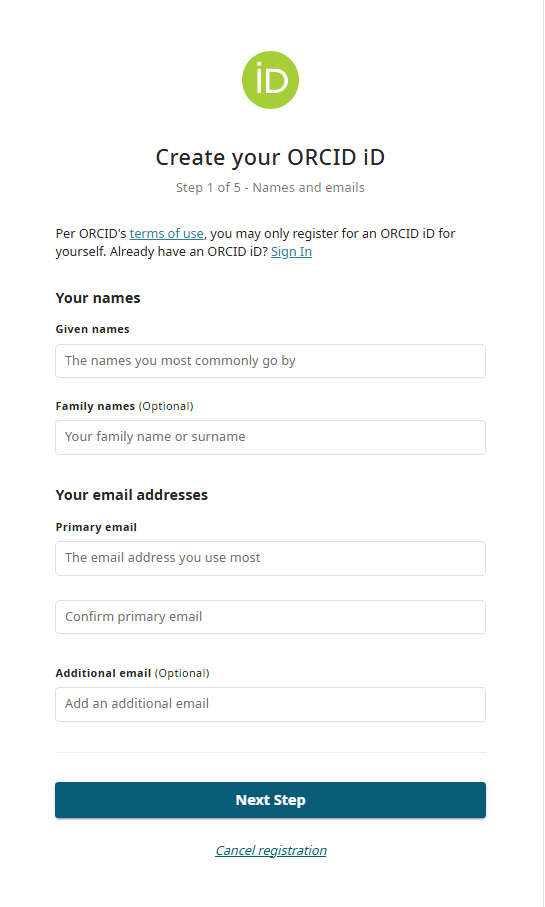 iD
Create your ORCID iD
Step 1 of 5 - Names and emails
Per ORCID's terms of use, you may only register for an ORCID iD for
yourself. Already have an ORCID iD? Sign In
Your names
Given names
The names you most commonly go by
Family names (Optional)
Your family name or surname
Your email addresses
Primary email
The email address you use most
Confirm primary email
Additional email (Optional)
Add an additional email
Next Step
Cancel registration